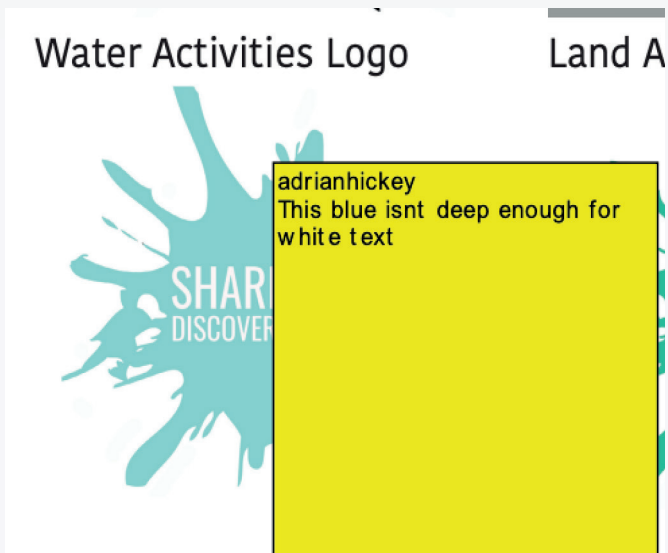 Water Activities Logo
Land A
adrianhickey
This blue isnt deep enough for
white text
SHAR
DISCOVER